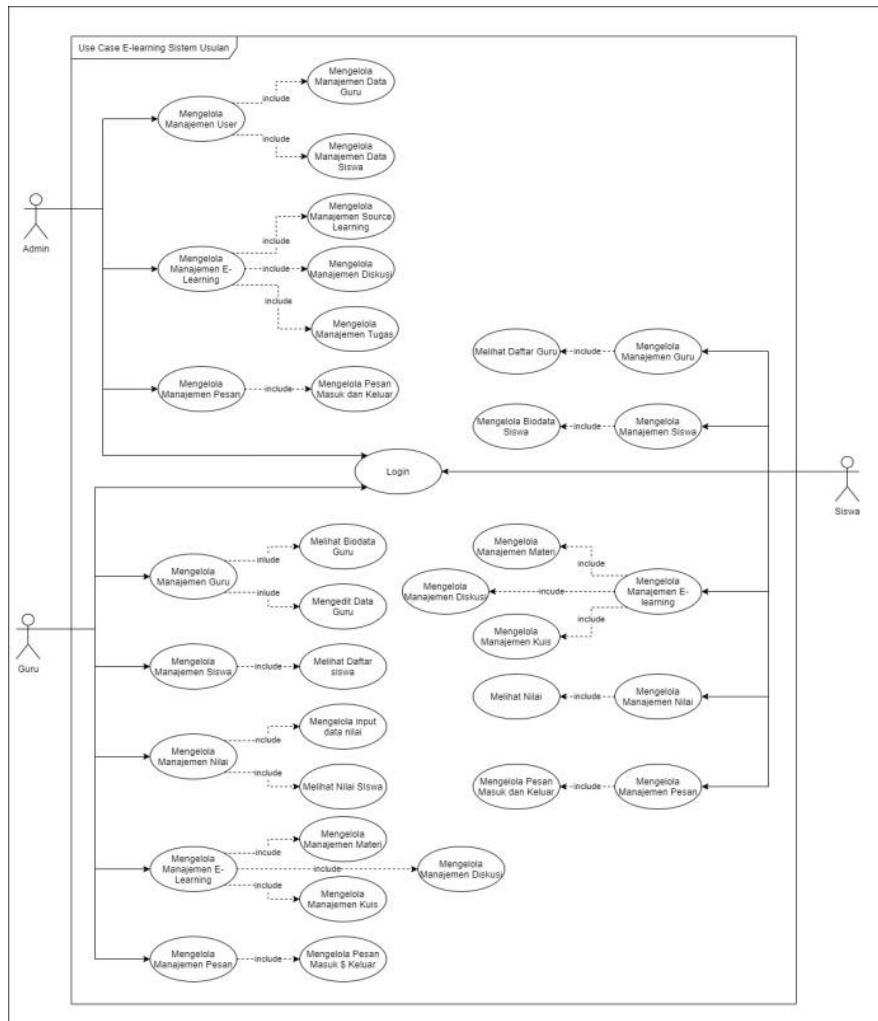 Use Case E-learning Sistem Usulan
Mengelola
Manajemen User
include
Mengelola
Manajemen Data
Guru
include
Mengelola
Manajemen Data
Siswa
Admin
Mengelola
Manajemen E-
Learning
include
Mengelola
Manajemen Source
Learning
include
Mengelola
Manajemen Diskusi
include
Mengelola
Manajemen Tugas
Mengelola
Manajemen Pesan
include
Mengelola Pesan
Masuk dan Keluar
Melihat Daftar Guru
include
Mengelola
Manajemen Guru
Mengelola Biodata
Siswa
include
Mengelola
Manajemen Siswa
Login
Siswa
Guru
Mengelola
Manajemen Guru
inlude
Melihat Biodata
Guru
inlude
Mengedit Data
Guru
Mengelola
Manajemen Siswa
include
Melihat Daftar
siswa
Mengelola
Manajemen Nilai
include
Mengelola input
data nilai
include
Melihat Nilai Siswa
Mengelola
Manajemen E-
Learning
incude
Mengelola
Manajemen Materi
include
Mengelola
Manajemen Diskusi
include
Mengelola
Manajemen Kuis
Mengelola
Manajemen Pesan
include
Mengelola Pesan
Masuk $ Keluar
Mengelola
Manajemen Materi
include
Mengelola
Manajemen Diskusi
incude
Mengelola
Manajemen E-
learning
Mengelola
Manajemen Kuis
include
Melihat Nilai
include
Mengelola
Manajemen Nilai
Mengelola Pesan
Masuk dan Keluar
include
Mengelola
Manajemen Pesan